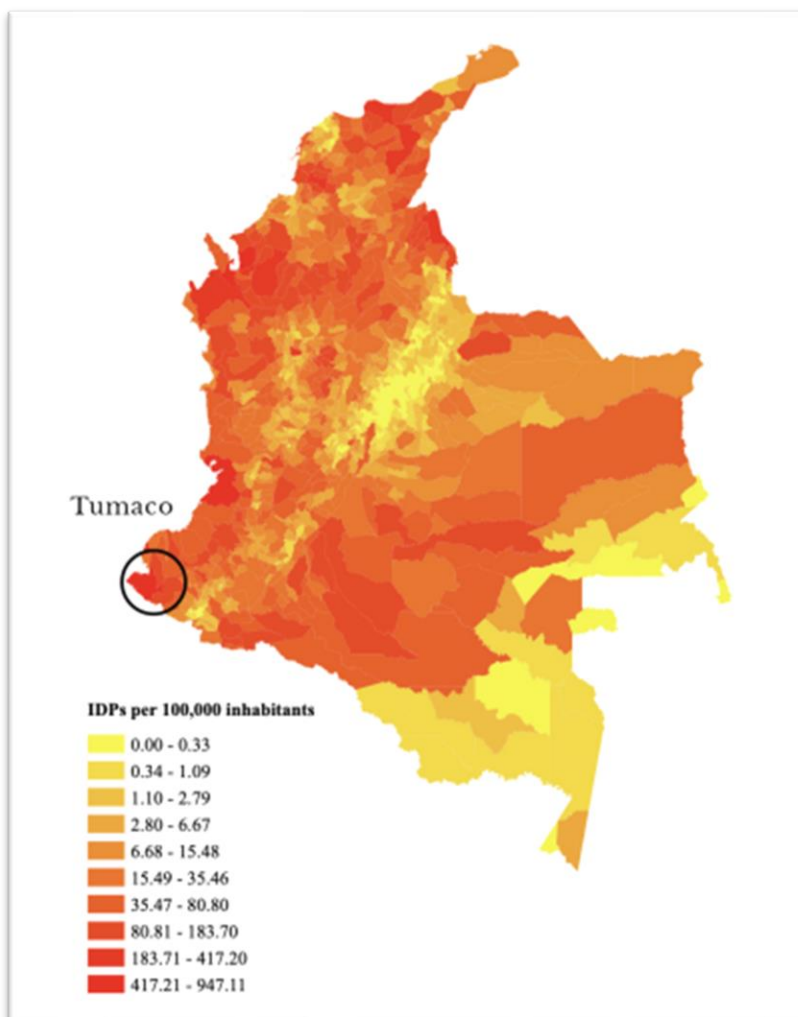 Tumaco
IDPs per 100,000 inhabitants
0.00 - 0.33
0.34 - 1.09
1.10 - 2.79
2.80 - 6.67
6.68 - 15.48
15.49 - 35.46
35.47 - 80.80
80.81 - 183.70
183.71 - 417.20
417.21 - 947.11